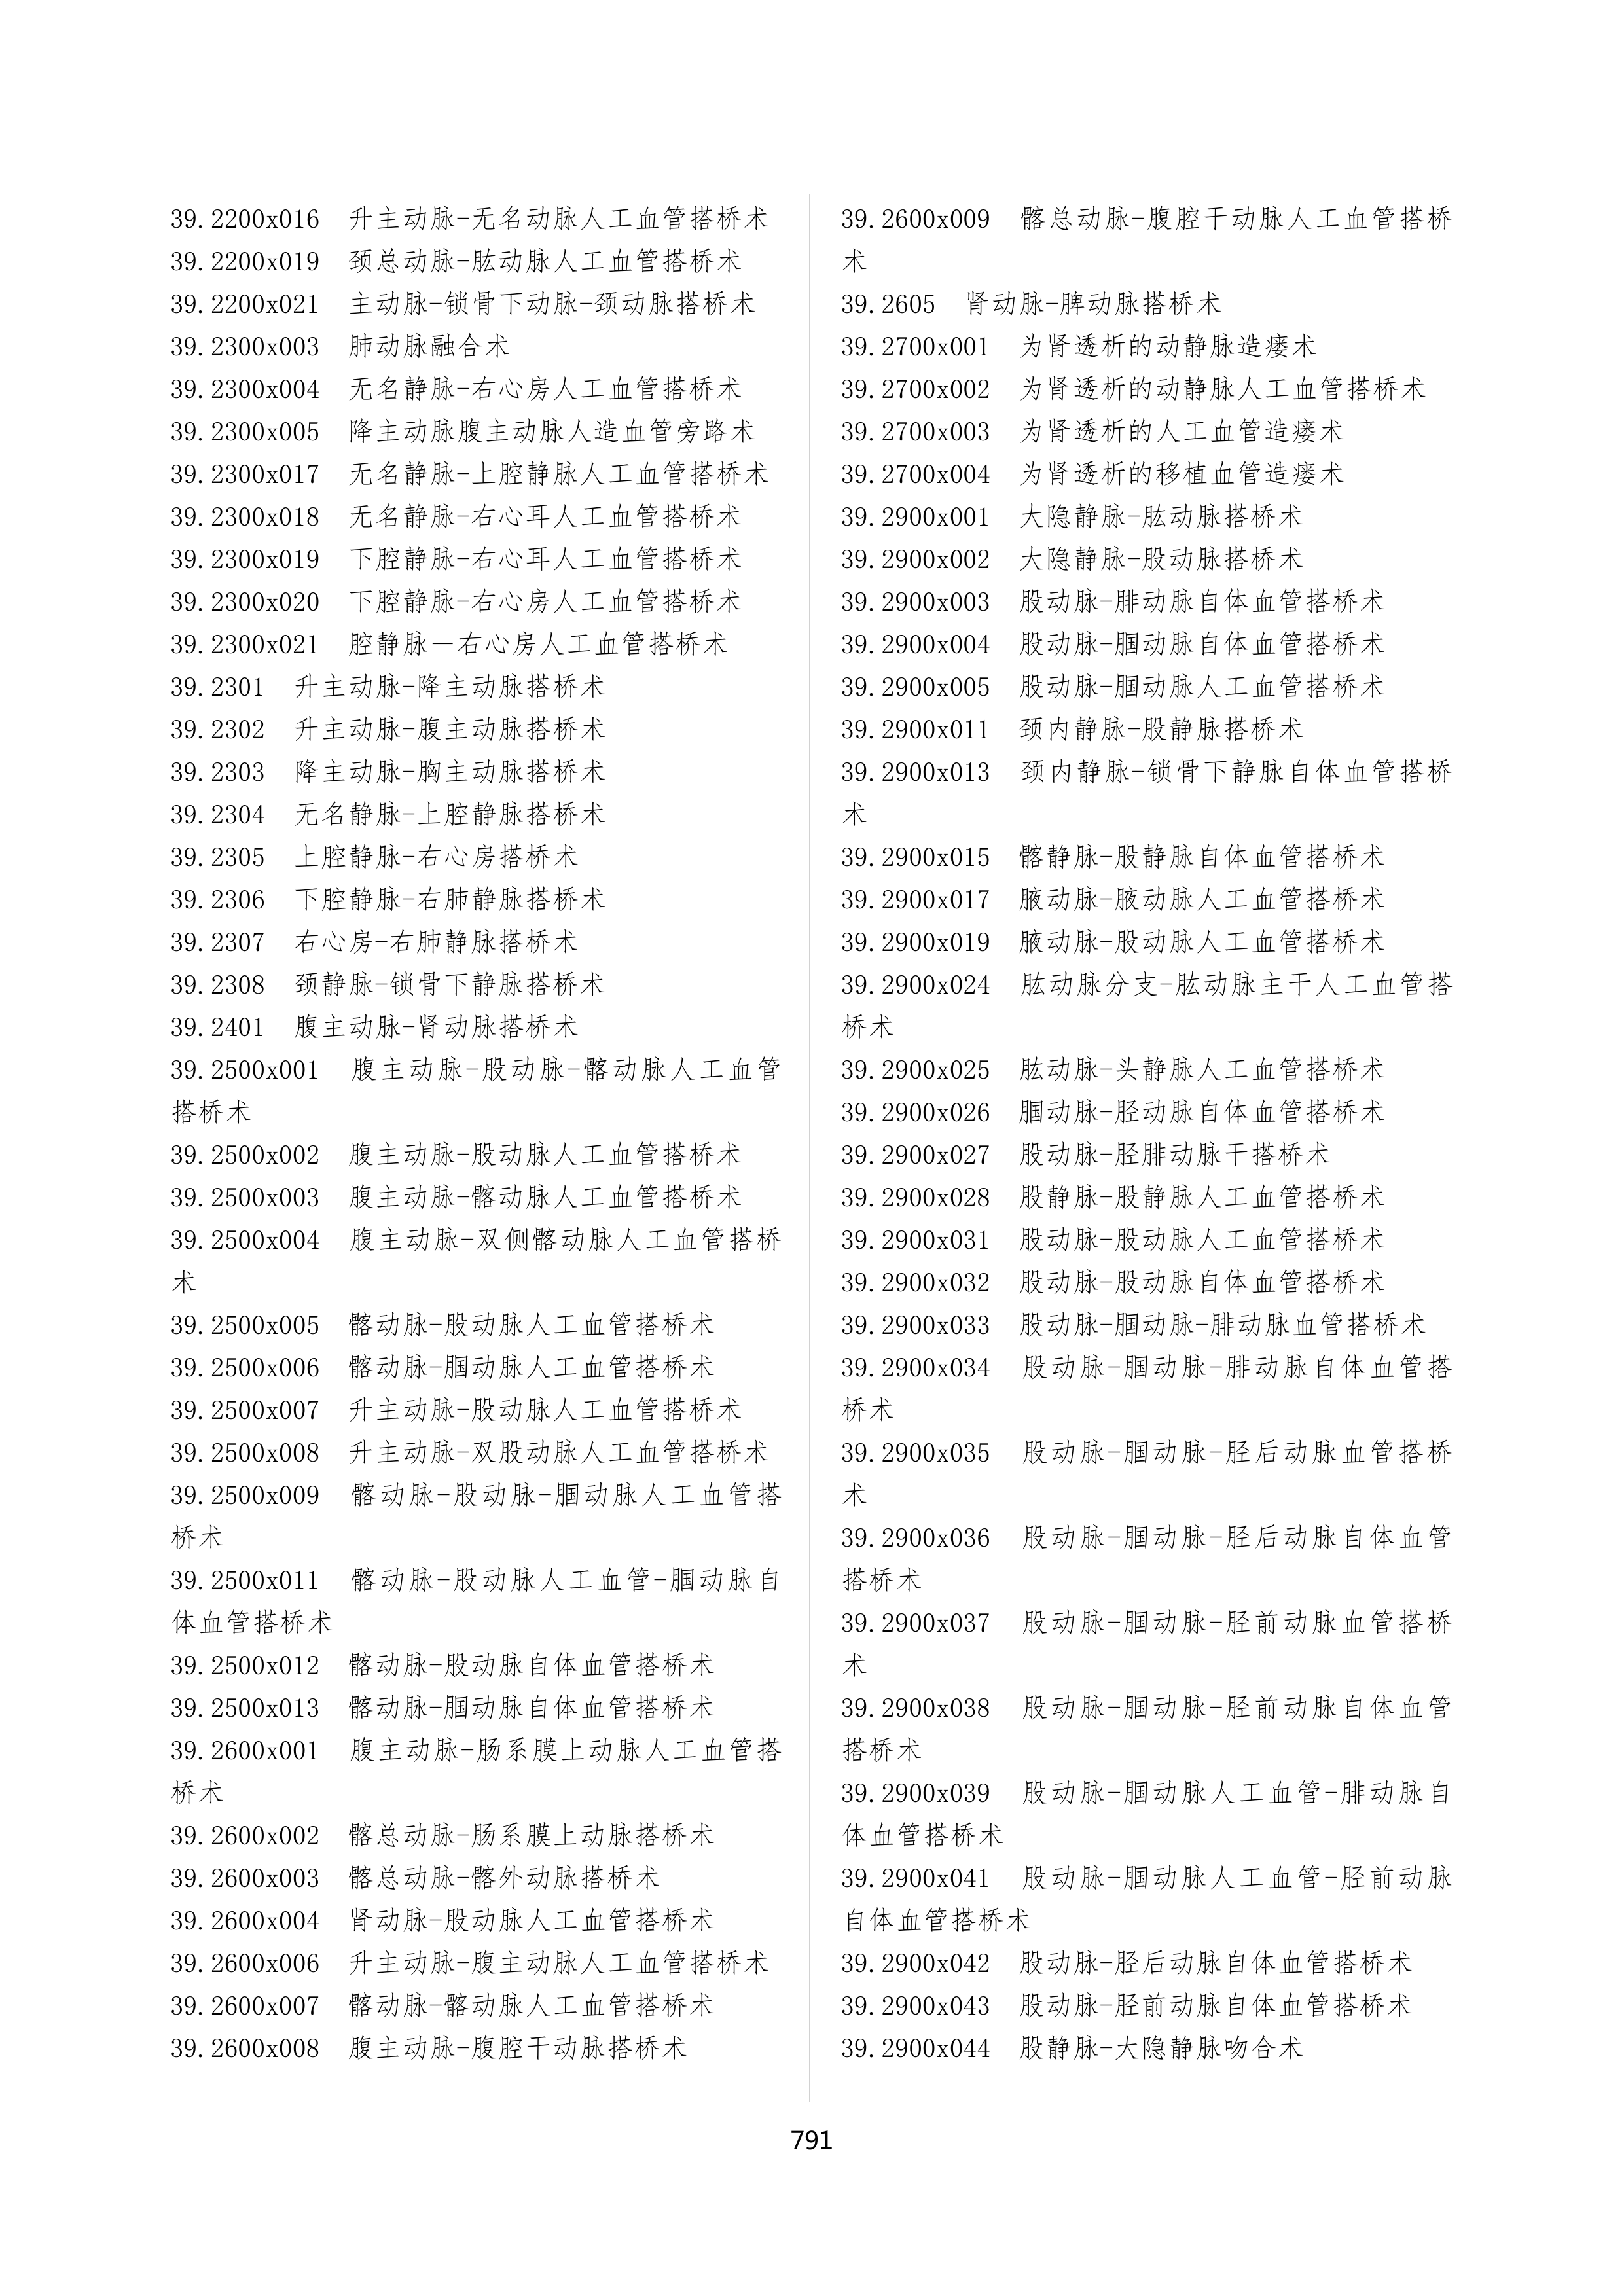 39.2200x016 升主动脉-无名动脉人工血管搭桥术
39.2200x019 颈总动脉-肱动脉人工血管搭桥术
39.2200x021 主动脉-锁骨下动脉-颈动脉搭桥术
39.2300x003 肺动脉融合术
39.2300x004 无名静脉-右心房人工血管搭桥术
39.2300x005 降主动脉腹主动脉人造血管旁路术
39.2300x017 无名静脉-上腔静脉人工血管搭桥术
39.2300x018 无名静脉-右心耳人工血管搭桥术
39.2300x019 下腔静脉-右心耳人工血管搭桥术
39.2300x020 下腔静脉-右心房人工血管搭桥术
39.2300x021 腔静脉－右心房人工血管搭桥术
39.2301 升主动脉-降主动脉搭桥术
39.2302 升主动脉-腹主动脉搭桥术
39.2303 降主动脉-胸主动脉搭桥术
39.2304 无名静脉-上腔静脉搭桥术
39.2305 上腔静脉-右心房搭桥术
39.2306 下腔静脉-右肺静脉搭桥术
39.2307 右心房-右肺静脉搭桥术
39.2308 颈静脉-锁骨下静脉搭桥术
39.2401 腹主动脉-肾动脉搭桥术
39.2500x001 腹主动脉-股动脉-髂动脉人工血管
搭桥术
39.2500x002 腹主动脉-股动脉人工血管搭桥术
39.2500x003 腹主动脉-髂动脉人工血管搭桥术
39.2500x004 腹主动脉-双侧髂动脉人工血管搭桥
术
39.2500x005 髂动脉-股动脉人工血管搭桥术
39.2500x006 髂动脉-腘动脉人工血管搭桥术
39.2500x007 升主动脉-股动脉人工血管搭桥术
39.2500x008 升主动脉-双股动脉人工血管搭桥术
39.2500x009 髂动脉-股动脉-腘动脉人工血管搭
桥术
39.2500x011 髂动脉-股动脉人工血管-腘动脉自
体血管搭桥术
39.2500x012 髂动脉-股动脉自体血管搭桥术
39.2500x013 髂动脉-腘动脉自体血管搭桥术
39.2600x001 腹主动脉-肠系膜上动脉人工血管搭
桥术
39.2600x002 髂总动脉-肠系膜上动脉搭桥术
39.2600x003 髂总动脉-髂外动脉搭桥术
39.2600x004 肾动脉-股动脉人工血管搭桥术
39.2600x006 升主动脉-腹主动脉人工血管搭桥术
39.2600x007 髂动脉-髂动脉人工血管搭桥术
39.2600x008 腹主动脉-腹腔干动脉搭桥术
39.2600x009 髂总动脉-腹腔干动脉人工血管搭桥
术
39.2605 肾动脉-脾动脉搭桥术
39.2700x001 为肾透析的动静脉造瘘术
39.2700x002 为肾透析的动静脉人工血管搭桥术
39.2700x003 为肾透析的人工血管造瘘术
39.2700x004 为肾透析的移植血管造瘘术
39.2900x001 大隐静脉-肱动脉搭桥术
39.2900x002 大隐静脉-股动脉搭桥术
39.2900x003 股动脉-腓动脉自体血管搭桥术
39.2900x004 股动脉-腘动脉自体血管搭桥术
39.2900x005 股动脉-腘动脉人工血管搭桥术
39.2900x011 颈内静脉-股静脉搭桥术
39.2900x013 颈内静脉-锁骨下静脉自体血管搭桥
术
39.2900x015 髂静脉-股静脉自体血管搭桥术
39.2900x017 腋动脉-腋动脉人工血管搭桥术
39.2900x019 腋动脉-股动脉人工血管搭桥术
39.2900x024 肱动脉分支-肱动脉主干人工血管搭
桥术
39.2900x025 肱动脉-头静脉人工血管搭桥术
39.2900x026 腘动脉-胫动脉自体血管搭桥术
39.2900x027 股动脉-胫腓动脉干搭桥术
39.2900x028 股静脉-股静脉人工血管搭桥术
39.2900x031 股动脉-股动脉人工血管搭桥术
39.2900x032 股动脉-股动脉自体血管搭桥术
39.2900x033 股动脉-腘动脉-腓动脉血管搭桥术
39.2900x034 股动脉-腘动脉-腓动脉自体血管搭
桥术
39.2900x035 股动脉-腘动脉-胫后动脉血管搭桥
术
39.2900x036 股动脉-腘动脉-胫后动脉自体血管
搭桥术
39.2900x037 股动脉-腘动脉-胫前动脉血管搭桥
术
39.2900x038 股动脉-腘动脉-胫前动脉自体血管
搭桥术
39.2900x039 股动脉-腘动脉人工血管-腓动脉自
体血管搭桥术
39.2900x041 股动脉-腘动脉人工血管-胫前动脉
自体血管搭桥术
39.2900x042 股动脉-胫后动脉自体血管搭桥术
39.2900x043 股动脉-胫前动脉自体血管搭桥术
39.2900x044 股静脉-大隐静脉吻合术
791